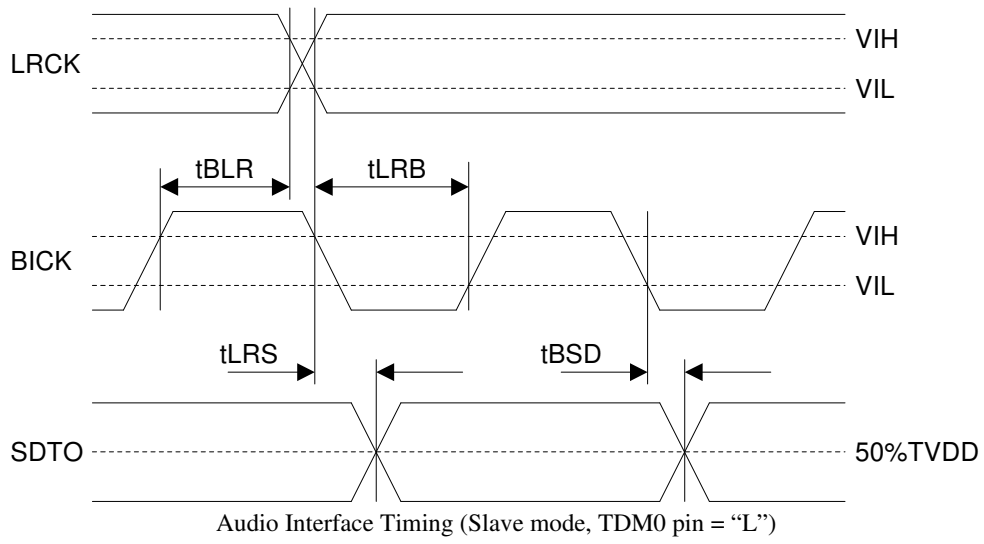 LRCK
VIH
VIL
tBLR
tLRB
BICK
VIH
VIL
tLRS
tBSD
SDTO
50%TVDD
Audio Interface Timing (Slave mode, TDM0 pin = “L”)